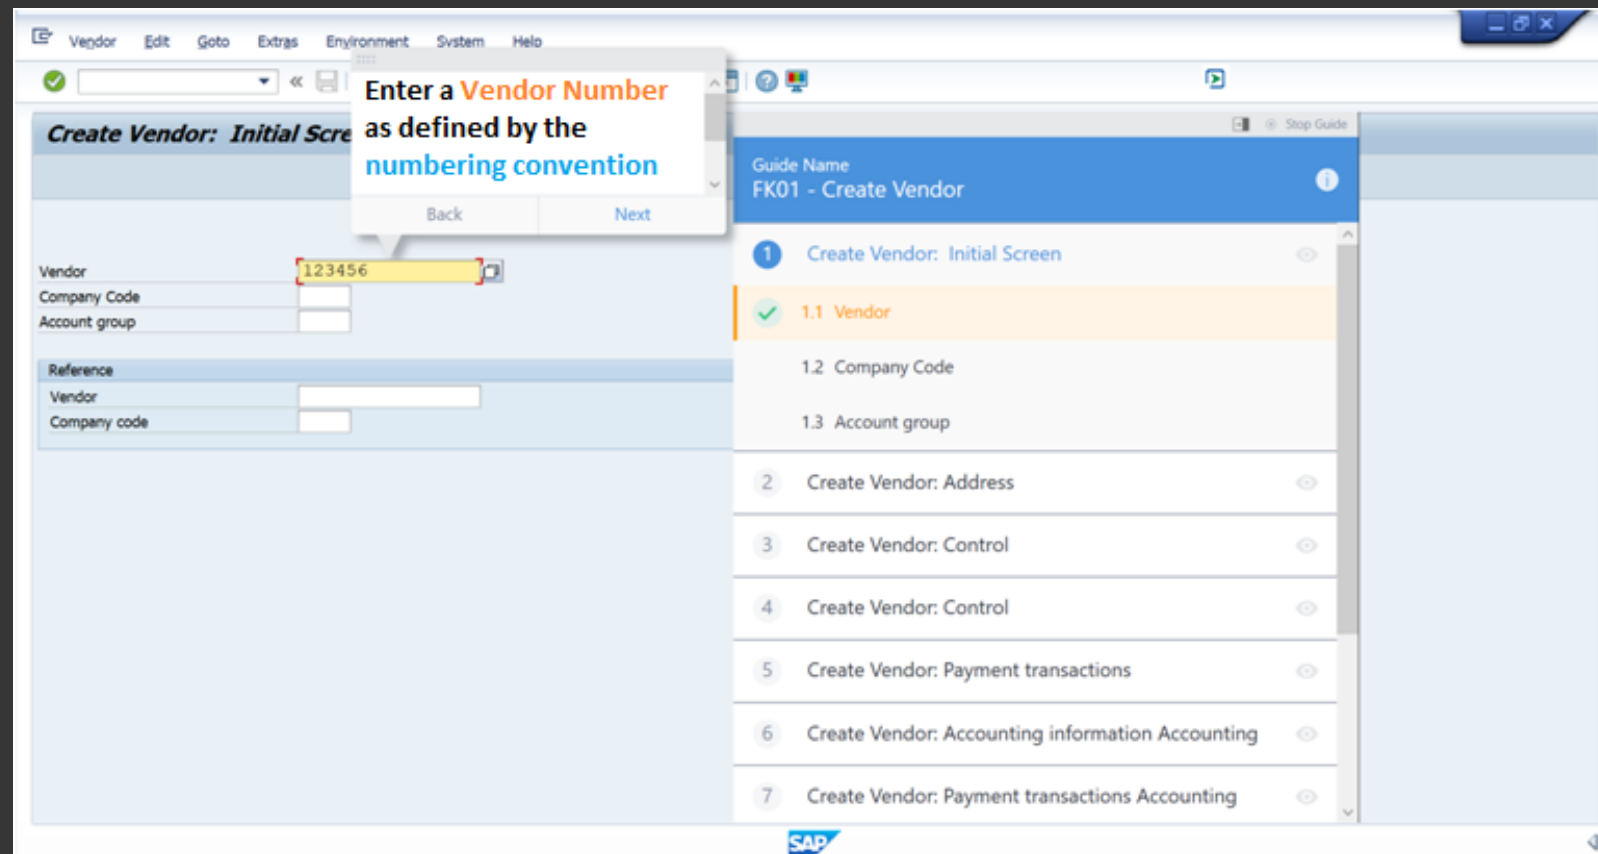 Vendor Edit Goto Extras Environment System Help
Enter a Vendor Number
as defined by the
numbering convention
Back Next
Create Vendor: Initial Scre
Vendor 123456
Company Code
Account group
Reference
Vendor
Company code
Stop Guide
Guide Name
FK01 - Create Vendor
1 Create Vendor: Initial Screen
1.1 Vendor
1.2 Company Code
1.3 Account group
2 Create Vendor: Address
3 Create Vendor: Control
4 Create Vendor: Control
5 Create Vendor: Payment transactions
6 Create Vendor: Accounting information Accounting
7 Create Vendor: Payment transactions Accounting
SAP